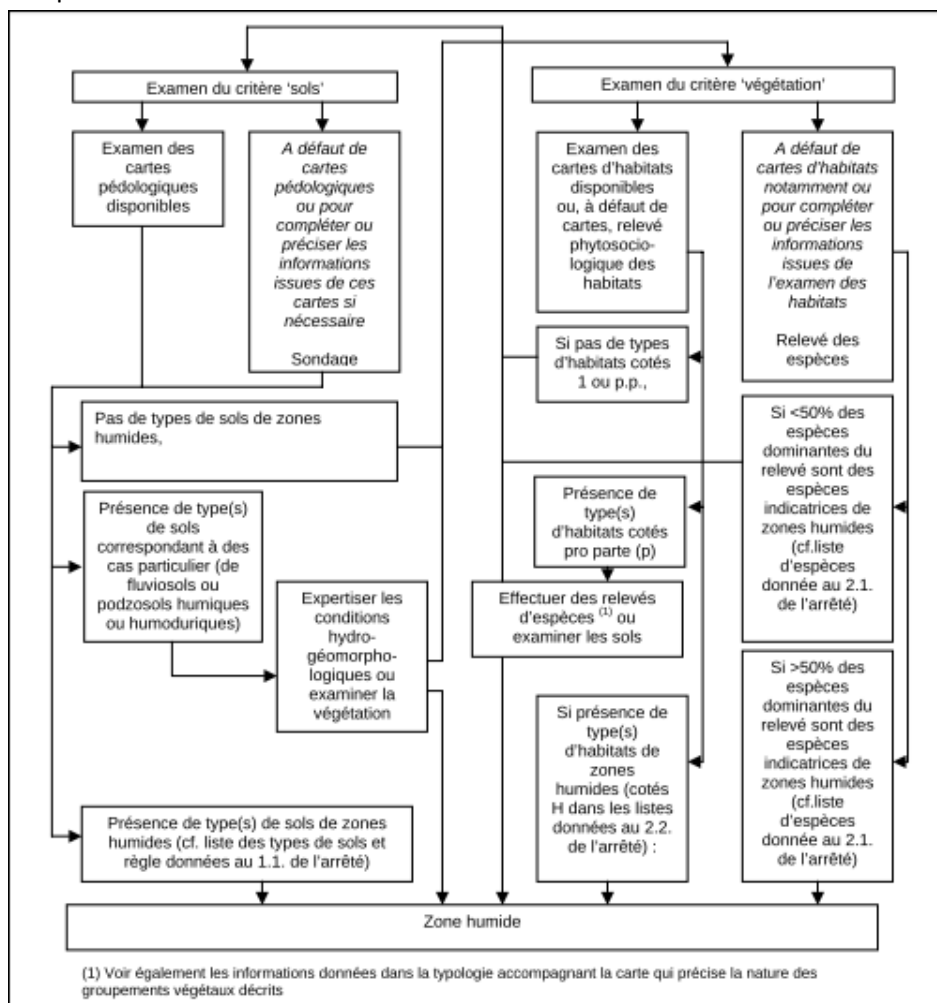 Examen du critère ‘sols’
Examen des
cartes
pédologiques
disponibles
A défaut de
cartes
pédologiques
ou pour
compléter ou
préciser les
informations
issues de ces
cartes si
nécessaire
Sondage
Pas de types de sols de zones
humides,
Présence de type(s)
de sols
correspondant à des
cas particulier (de
fluviosols ou
podzosols humiques
ou humoduriques)
Expertiser les
conditions
hydro-
géomorpho-
logiques ou
examiner la
végétation
Présence de type(s) de sols de zones
humides (cf. liste des types de sols et
règle données au 1.1. de l’arrêté)
Examen du critère ‘végétation’
Examen des
cartes d’habitats
disponibles
ou, à défaut de
cartes, relevé
phytosocio-
logique des
habitats
A défaut de
cartes d’habitats
notamment ou
pour compléter
ou préciser les
informations
issues de
l’examen des
habitats
Relevé des
espèces
Si pas de types
d’habitats cotés
1 ou p.p.,
Présence de
type(s)
d’habitats cotés
pro parte (p)
Effectuer des relevés
d’espèces (1) ou
examiner les sols
Si présence de
type(s)
d’habitats de
zones
humides (cotés
H dans les listes
données au 2.2.
de l’arrêté) :
Si <50% des
espèces
dominantes du
relevé sont des
espèces
indicatrices de
zones humides
(cf.liste
d’espèces
donnée au 2.1.
de l’arrêté)
Si >50% des
espèces
dominantes du
relevé sont des
espèces
indicatrices de
zones humides
(cf.liste
d’espèces
donnée au 2.1.
de l’arrêté)
Zone humide
(1) Voir également les informations données dans la typologie accompagnant la carte qui précise la nature des
groupements végétaux décrits